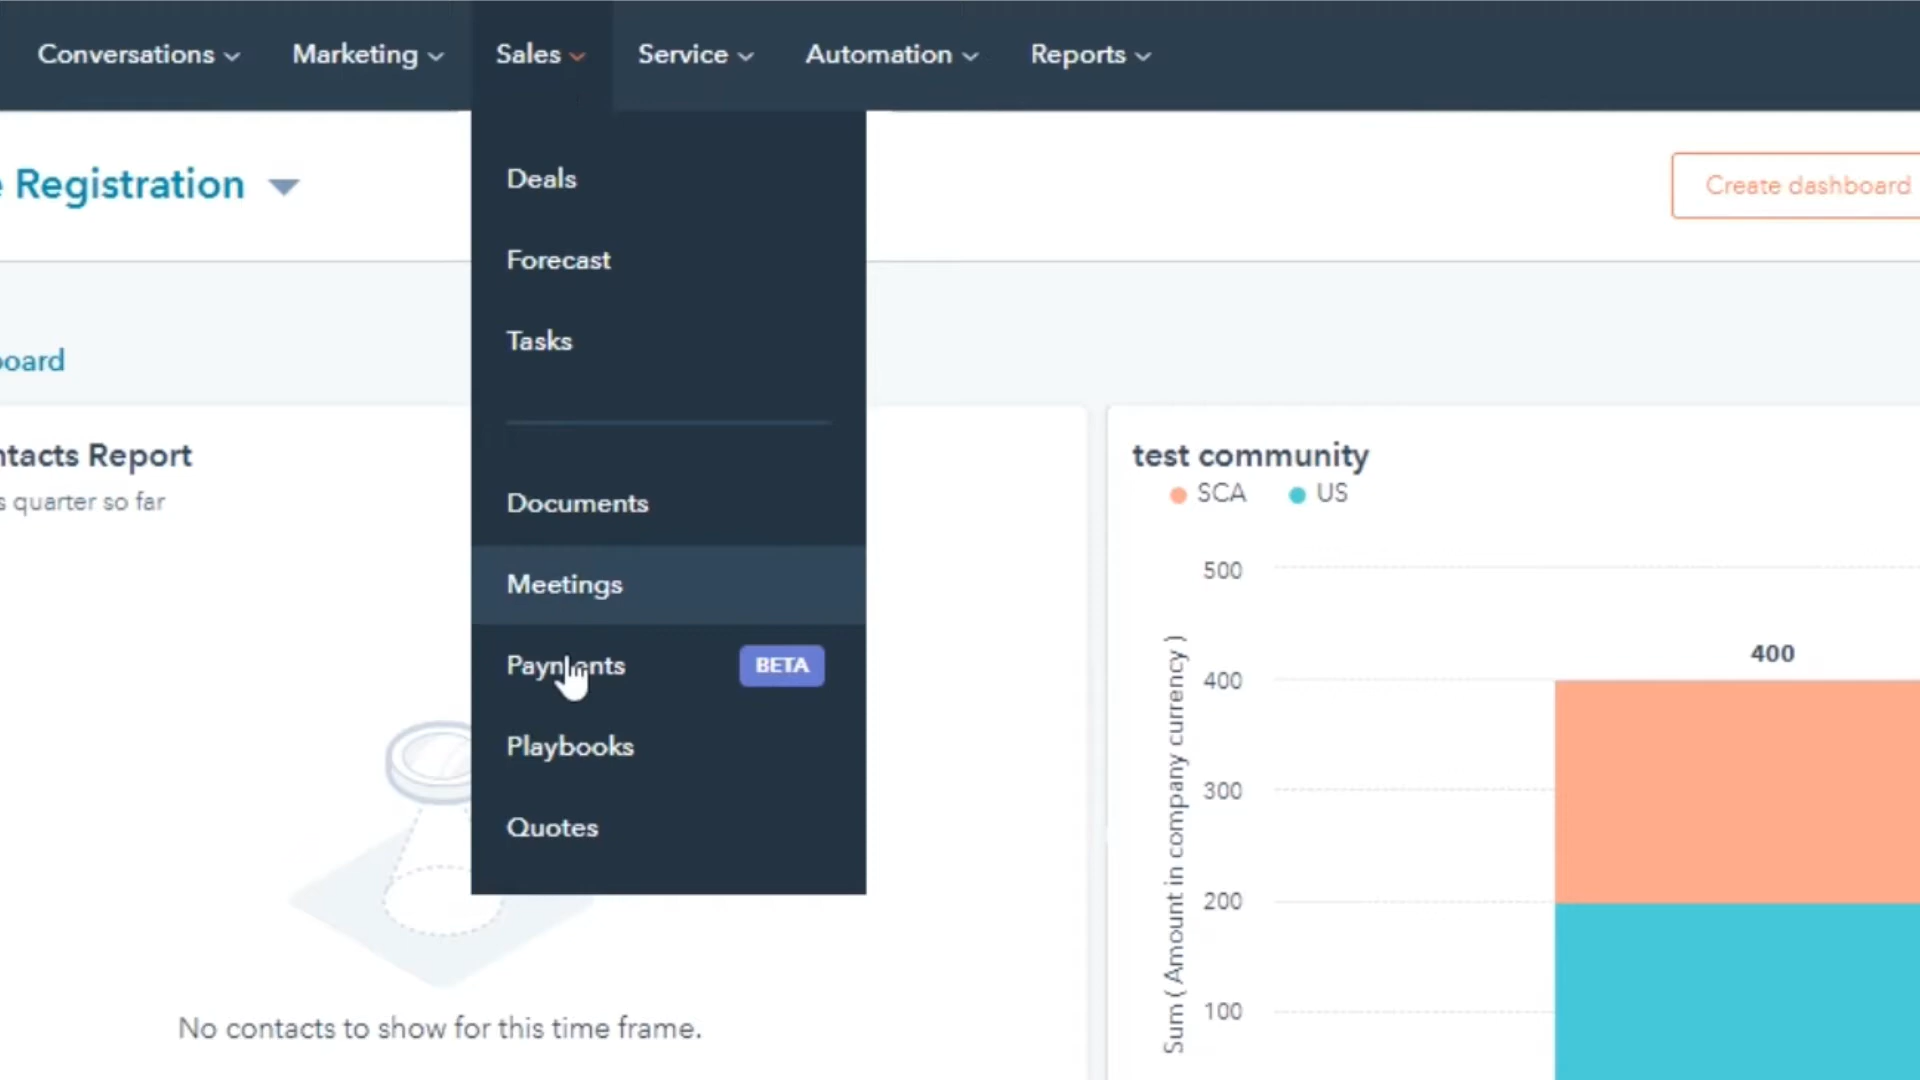 Conversations
Marketing
Sales
Service
Automation
Reports
Registration
Create dashboard
Deals
Forecast
Tasks
Documents
Meetings
Payments
BETA
Playbooks
Quotes
Report
quarter so far
No contacts to show for this time frame.
test community
SCA
US
500
400
300
200
100
400
Sum ( Amount in company currency )